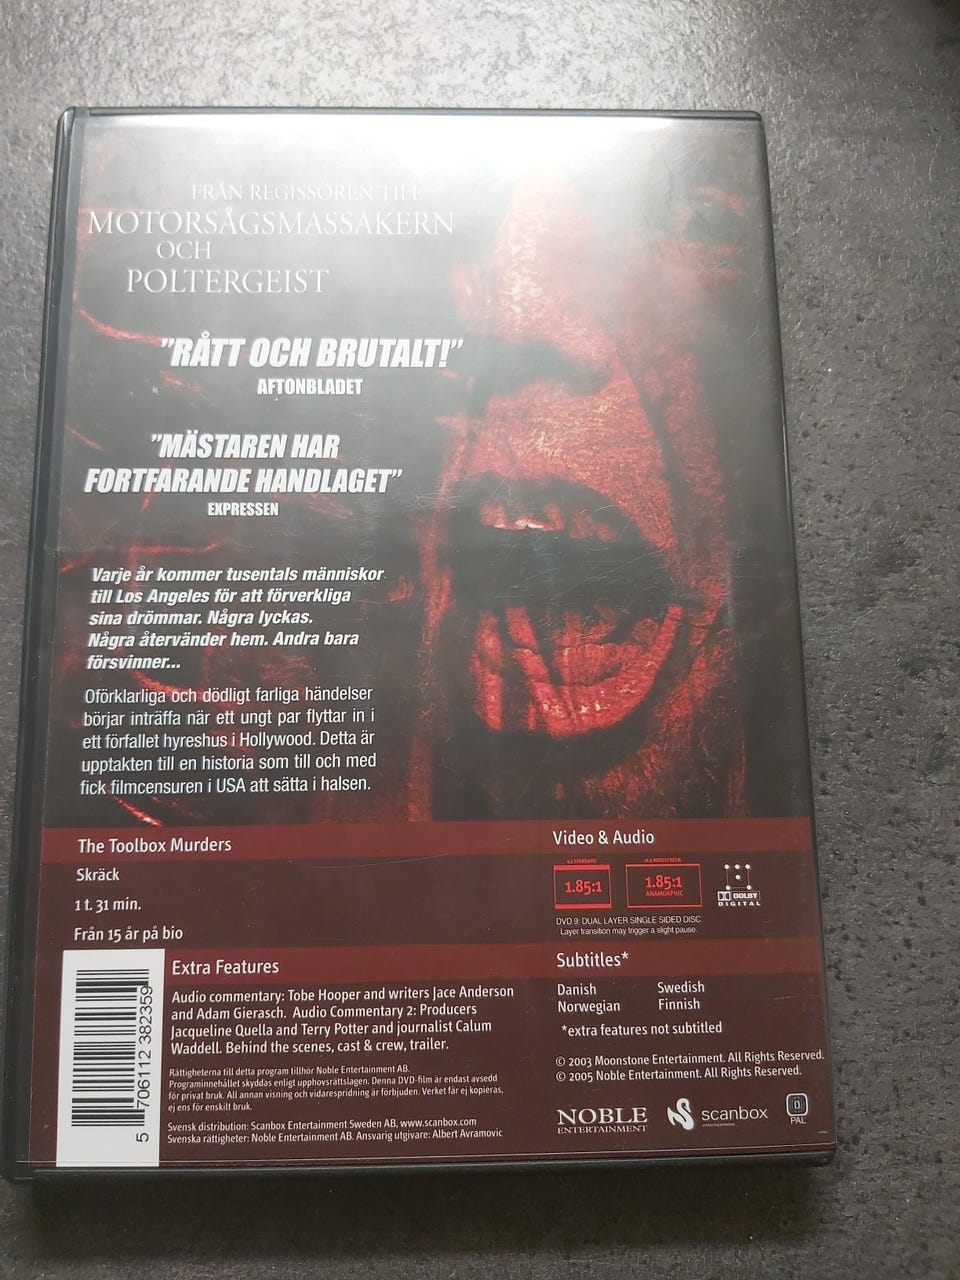 FRÅN REGISSÖREN TILL
MOTORSÅGSMASSAKERN
OCH
POLTERGEIST
"RÅTT OCH BRUTALT!"
AFTONBLADET
"MÄSTAREN HAR
FORTFARANDE HANDLAGET"
EXPRESSEN
Varje år kommer tusentals människor
till Los Angeles för att förverkliga
sina drömmar. Några lyckas.
Några återvänder hem. Andra bara
försvinner...
Oförklarliga och dödligt farliga händelser
börjar inträffa när ett ungt par flyttar in i
ett förfallet hyreshus i Hollywood. Detta är
upptakten till en historia som till och med
fick filmcensuren i USA att sätta i halsen.
The Toolbox Murders
Skräck
1 t. 31 min.
Från 15 år på bio
Video & Audio
4:3 STANDARD
1.85:1
16:9 WIDESCREEN
1.85:1
ANAMORPHIC
DOLBY
DIGITAL
DVD 9: DUAL LAYER SINGLE SIDED DISC
Layer transition may trigger a slight pause.
Extra Features
Audio commentary: Tobe Hooper and writers Jace Anderson
and Adam Gierasch. Audio Commentary 2: Producers
Jacqueline Quella and Terry Potter and journalist Calum
Waddell. Behind the scenes, cast & crew, trailer.
Rättigheterna till detta program tillhör Noble Entertainment AB.
Programinnehållet skyddas enligt upphovsrättslagen. Denna DVD-film är endast avsedd
för privat bruk. All annan visning och vidarespridning är förbjuden. Verket får ej kopieras,
ej ens för enskilt bruk.
Svensk distribution: Scanbox Entertainment Sweden AB, www.scanbox.com
Svenska rättigheter: Noble Entertainment AB. Ansvarig utgivare: Albert Avramovic
Subtitles*
Danish Swedish
Norwegian Finnish
*extra features not subtitled
© 2003 Moonstone Entertainment. All Rights Reserved.
© 2005 Noble Entertainment. All Rights Reserved.
NOBLE
ENTERTAINMENT
scanbox
entertainment
0
PAL
5 706112 382359